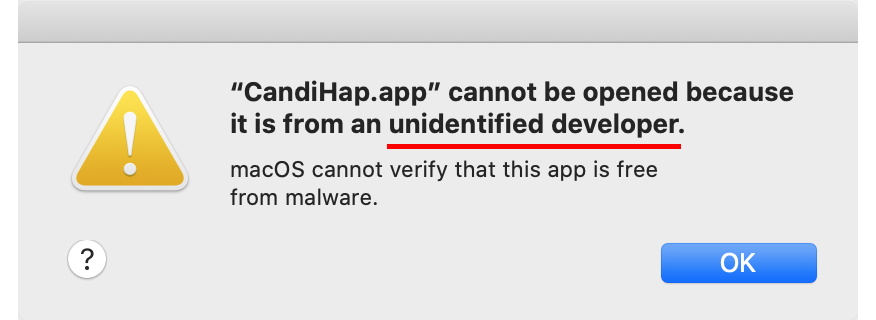 “CandiHap.app” cannot be opened because
it is from an unidentified developer.
macOS cannot verify that this app is free
from malware.
?
OK